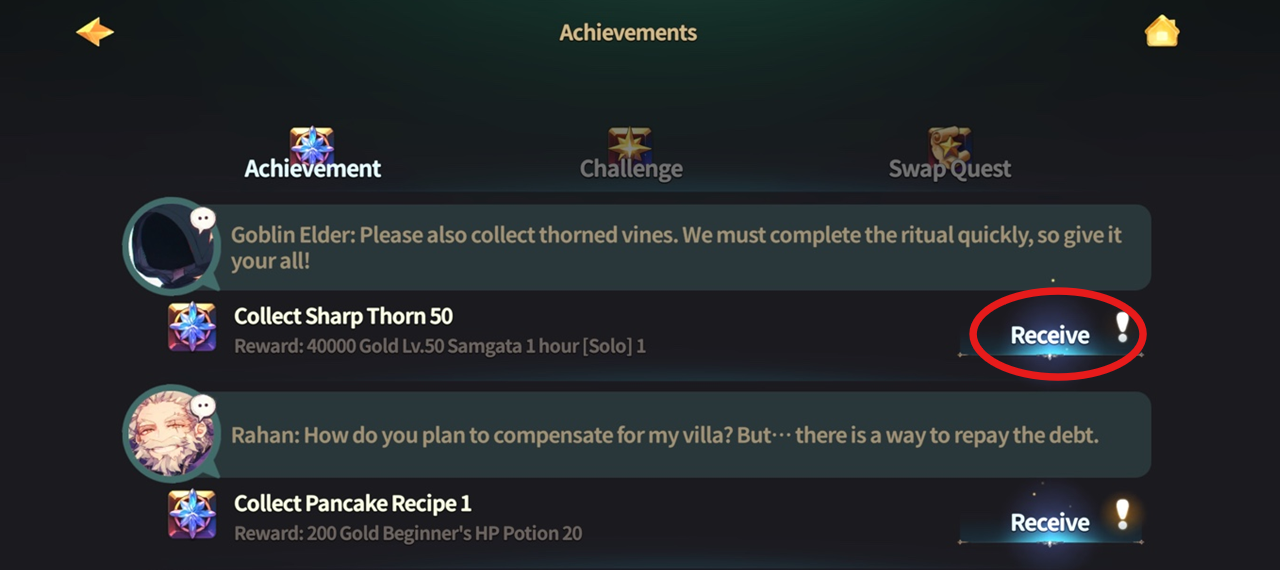 Achievements
Achievement
Challenge
Swap Quest
Goblin Elder: Please also collect thorned vines. We must complete the ritual quickly, so give it
your all!
Collect Sharp Thorn 50
Reward: 40000 Gold Lv.50 Samgata 1 hour [Solo] 1
Receive
Rahan: How do you plan to compensate for my villa? But··· there is a way to repay the debt.
Collect Pancake Recipe 1
Reward: 200 Gold Beginner's HP Potion 20
Receive